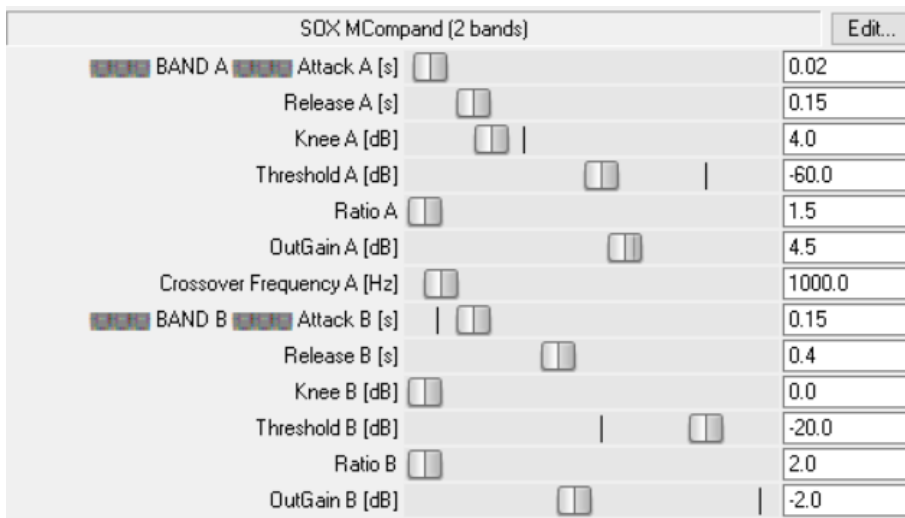 SOX MCompand (2 bands) Edit...
BAND A Attack A [s] 0.02
Release A [s] 0.15
Knee A [dB] 4.0
Threshold A [dB] -60.0
Ratio A 1.5
OutGain A [dB] 4.5
Crossover Frequency A [Hz] 1000.0
BAND B Attack B [s] 0.15
Release B [s] 0.4
Knee B [dB] 0.0
Threshold B [dB] -20.0
Ratio B 2.0
OutGain B [dB] -2.0